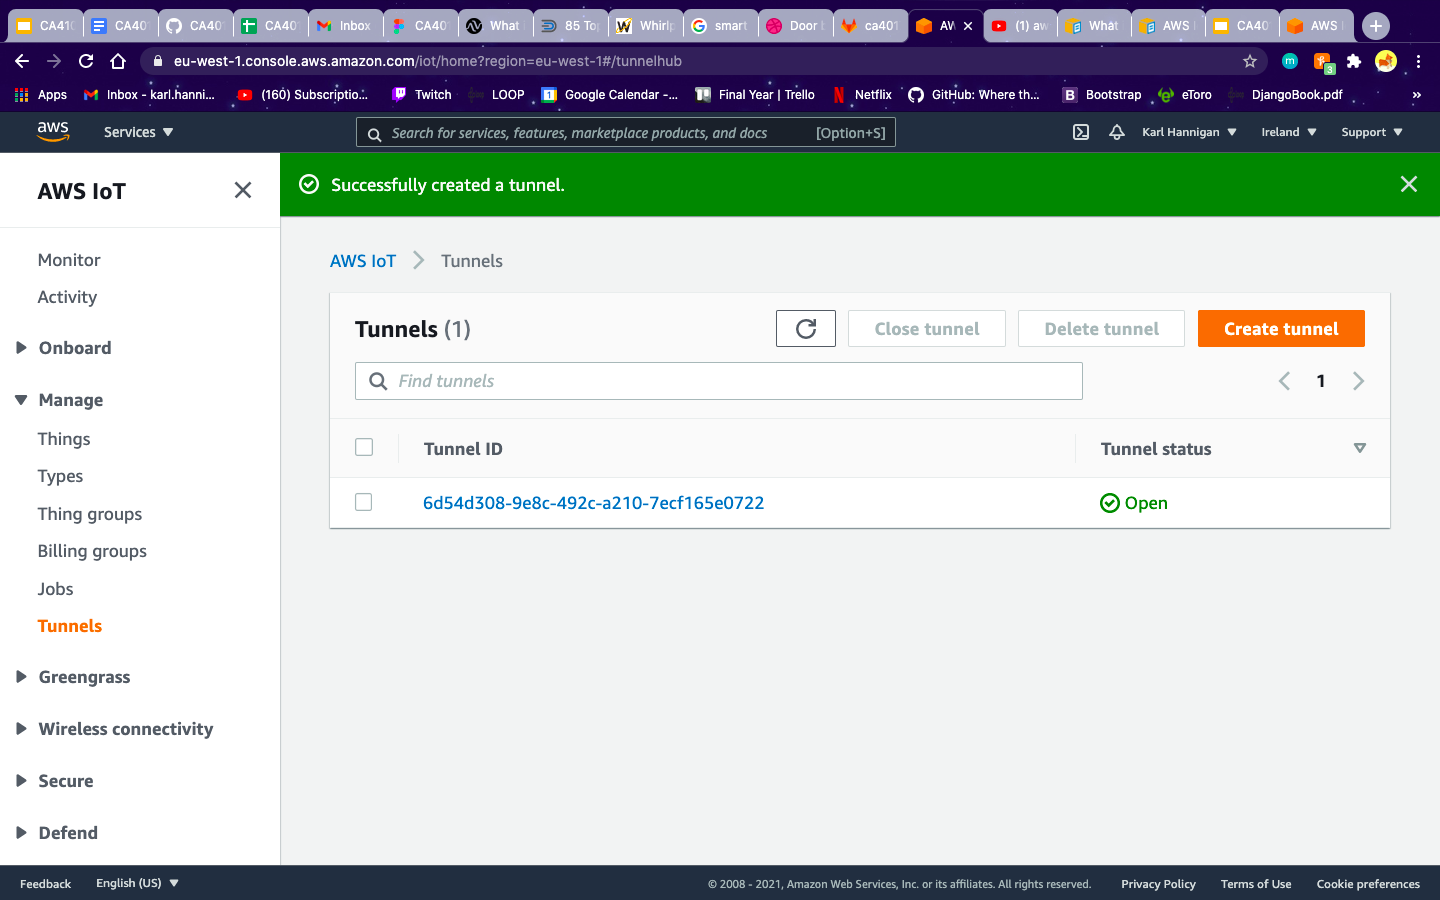 CA410 CA40 CA40 CA40 Inbox CA40 What 85 To Whirlp smart Door ca401 AW (1) aw What AWS CA40 AWS
eu-west-1.console.aws.amazon.com/iot/home?region=eu-west-1#/tunnelhub
Apps Inbox - karl.hanni... (160) Subscriptio... Twitch LOOP Google Calendar -... Final Year | Trello Netflix GitHub: Where th... Bootstrap eToro DjangoBook.pdf »
aws Services Search for services, features, marketplace products, and docs [Option+S] Karl Hannigan Ireland Support
AWS IoT
Successfully created a tunnel.
Monitor
Activity
Onboard
Manage
Things
Types
Thing groups
Billing groups
Jobs
Tunnels
Greengrass
Wireless connectivity
Secure
Defend
AWS IoT Tunnels
Tunnels (1) Close tunnel Delete tunnel Create tunnel
Find tunnels 1
Tunnel ID Tunnel status
6d54d308-9e8c-492c-a210-7ecf165e0722 Open
Feedback English (US) © 2008 - 2021, Amazon Web Services, Inc. or its affiliates. All rights reserved. Privacy Policy Terms of Use Cookie preferences